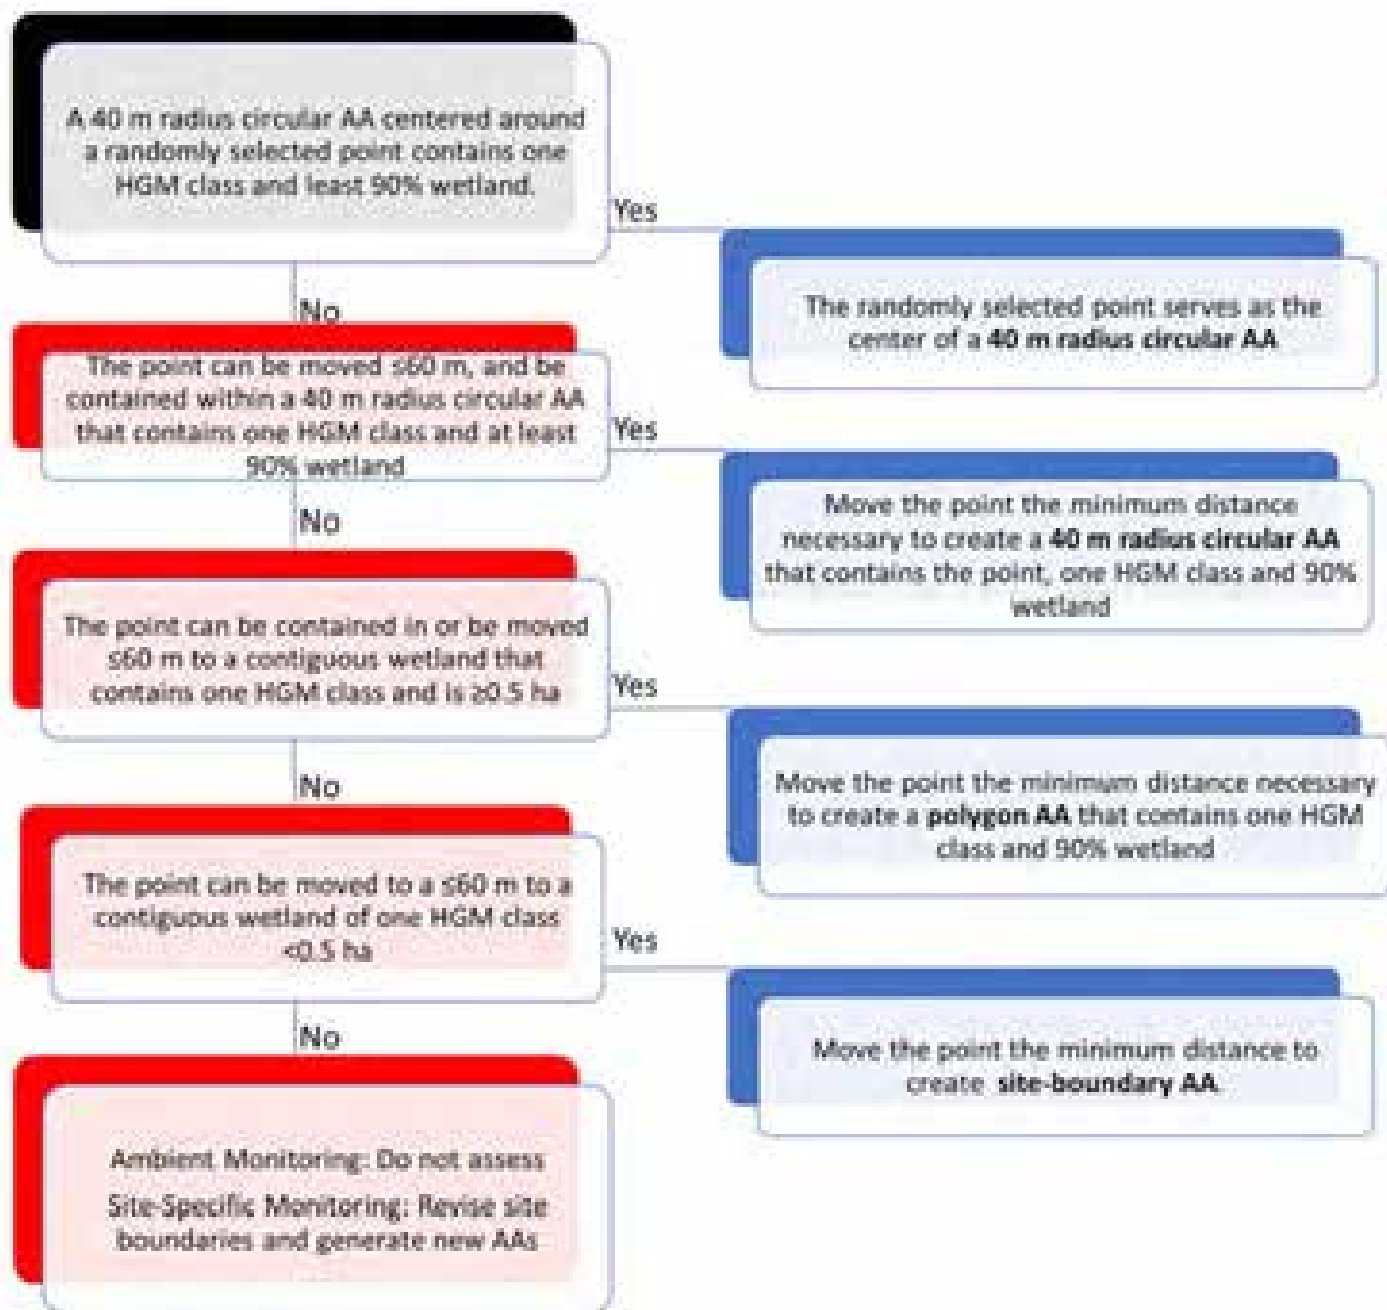 A 40 m radius circular AA centered around
a randomly selected point contains one
HGM class and least 90% wetland.
Yes
The randomly selected point serves as the
center of a 40 m radius circular AA
No
The point can be moved ≤60 m, and be
contained within a 40 m radius circular AA
that contains one HGM class and at least
90% wetland
Yes
Move the point the minimum distance
necessary to create a 40 m radius circular AA
that contains the point, one HGM class and 90%
wetland
No
The point can be contained in or be moved
≤60 m to a contiguous wetland that
contains one HGM class and is ≥0.5 ha
Yes
Move the point the minimum distance necessary
to create a polygon AA that contains one HGM
class and 90% wetland
No
The point can be moved to a ≤60 m to a
contiguous wetland of one HGM class
<0.5 ha
Yes
Move the point the minimum distance to
create site-boundary AA
No
Ambient Monitoring: Do not assess
Site-Specific Monitoring: Revise site
boundaries and generate new AAs